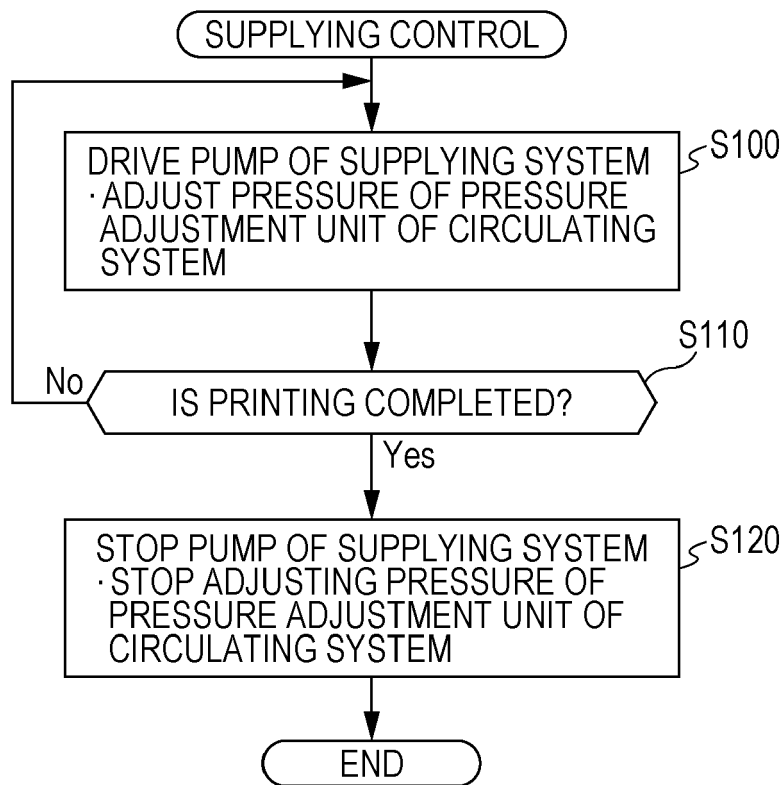 SUPPLYING CONTROL
DRIVE PUMP OF SUPPLYING SYSTEM
· ADJUST PRESSURE OF PRESSURE
ADJUSTMENT UNIT OF CIRCULATING
SYSTEM
S100
S110
No
IS PRINTING COMPLETED?
Yes
STOP PUMP OF SUPPLYING SYSTEM
· STOP ADJUSTING PRESSURE OF
PRESSURE ADJUSTMENT UNIT OF
CIRCULATING SYSTEM
S120
END